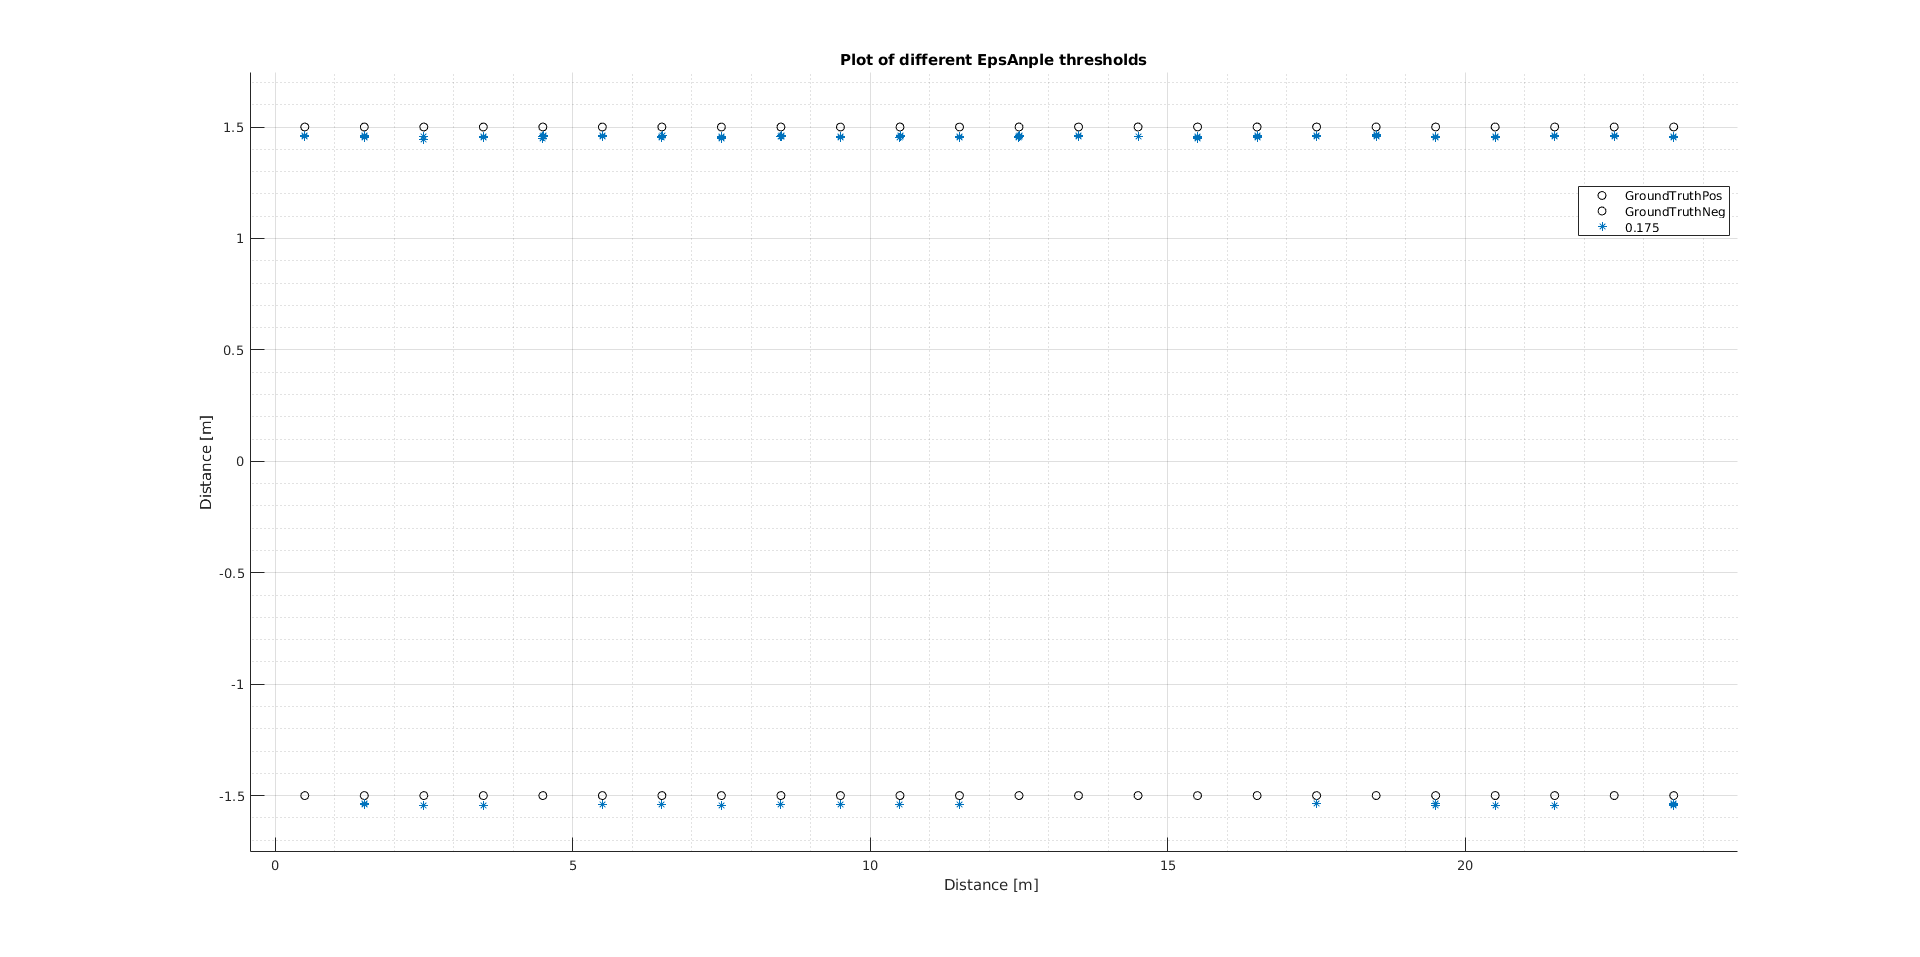 Plot of different EpsAnple thresholds
1.5
1
0.5
0
-0.5
-1
-1.5
Distance [m]
GroundTruthPos
GroundTruthNeg
0.175
0 5 10 15 20
Distance [m]